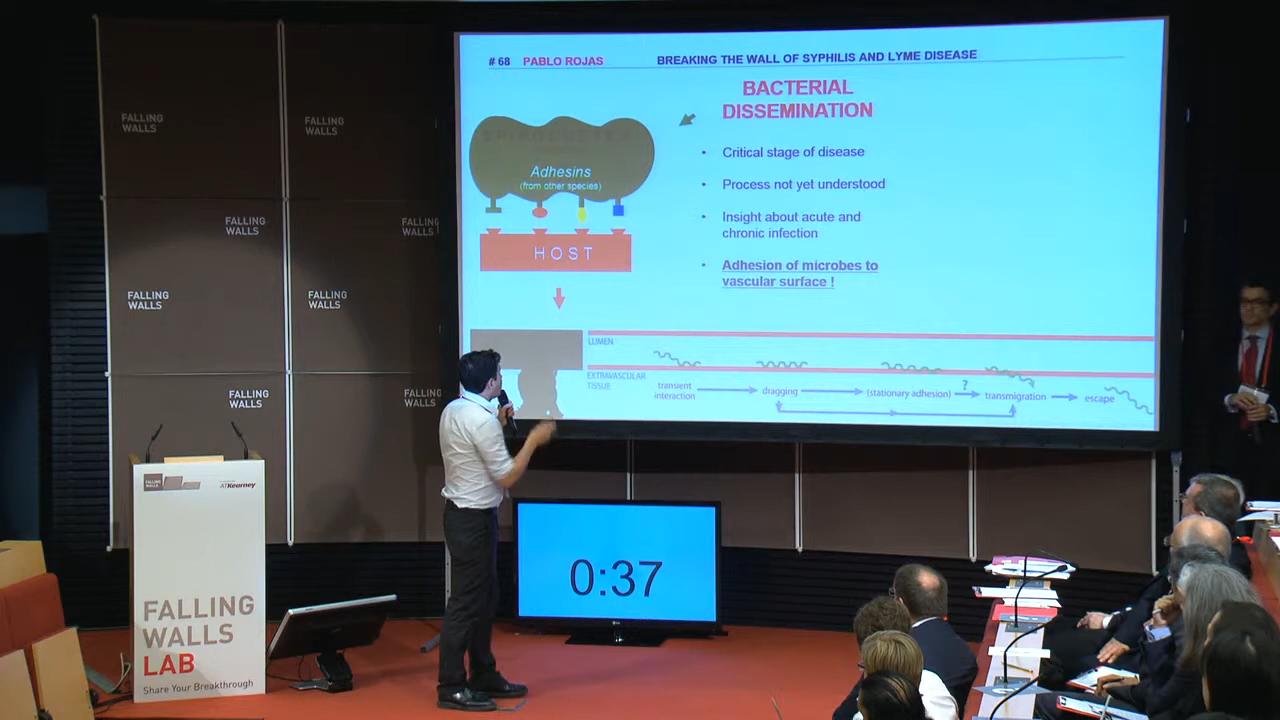 # 68 PABLO ROJAS BREAKING THE WALL OF SYPHILIS AND LYME DISEASE
BACTERIAL
DISSEMINATION
Adhesins
(from other species)
HOST
• Critical stage of disease
• Process not yet understood
• Insight about acute and
chronic infection
• Adhesion of microbes to
vascular surface !
LUMEN
EXTRAVASCULAR
TISSUE
transient
interaction
dragging
(stationary adhesion)
?
transmigration
escape
FALLING
WALLS
FALLING
WALLS
FALLING
WALLS
FALLING
WALLS
FALLING
WALLS
FALLING
WALLS
FALLING
WALLS
FALLING
WALLS
FALLING
WALLS
ATKearney
FALLING
WALLS
LAB
Share Your Breakthrough
0:37